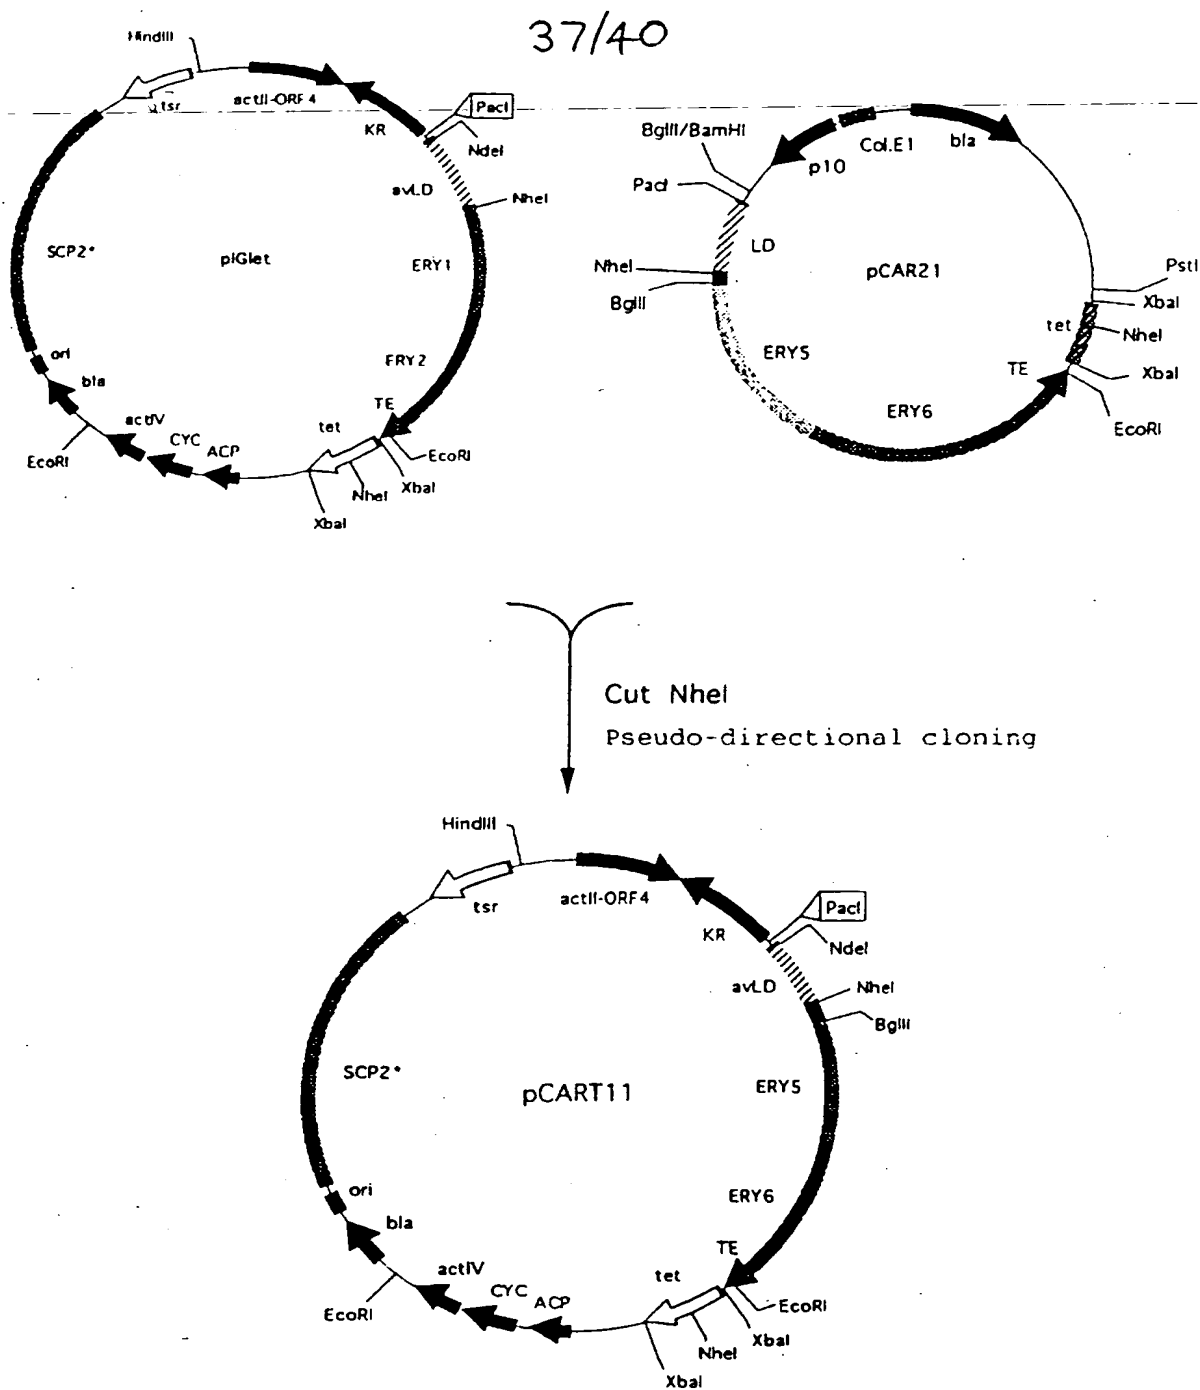 37/40
HindIII
tsr
actII-ORF4
KR
PacI
NdeI
avLD
NheI
SCP2*
pIGlet
ERY1
ERY2
ori
bla
TE
tet
actIV
CYC
ACP
EcoRI
EcoRI
NheI
XbaI
XbaI
BglII/BamHI
Col.E1
bla
p10
PacI
LD
NheI
BglII
pCAR21
PstI
XbaI
tet
NheI
ERY5
TE
XbaI
ERY6
EcoRI
Cut NheI
Pseudo-directional cloning
HindIII
tsr
actII-ORF4
PacI
KR
NdeI
avLD
NheI
BglII
SCP2*
pCART11
ERY5
ori
ERY6
bla
TE
actIV
tet
CYC
ACP
EcoRI
EcoRI
XbaI
NheI
XbaI